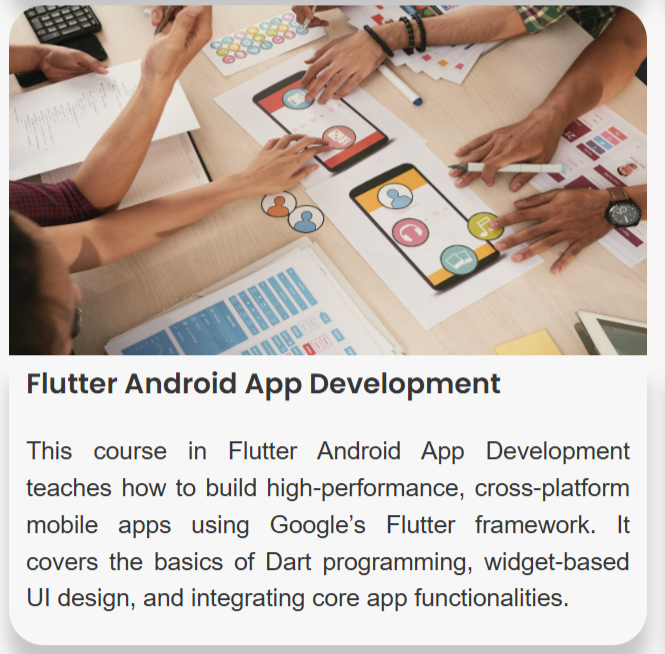 Flutter Android App Development
This course in Flutter Android App Development
teaches how to build high-performance, cross-platform
mobile apps using Google’s Flutter framework. It
covers the basics of Dart programming, widget-based
UI design, and integrating core app functionalities.